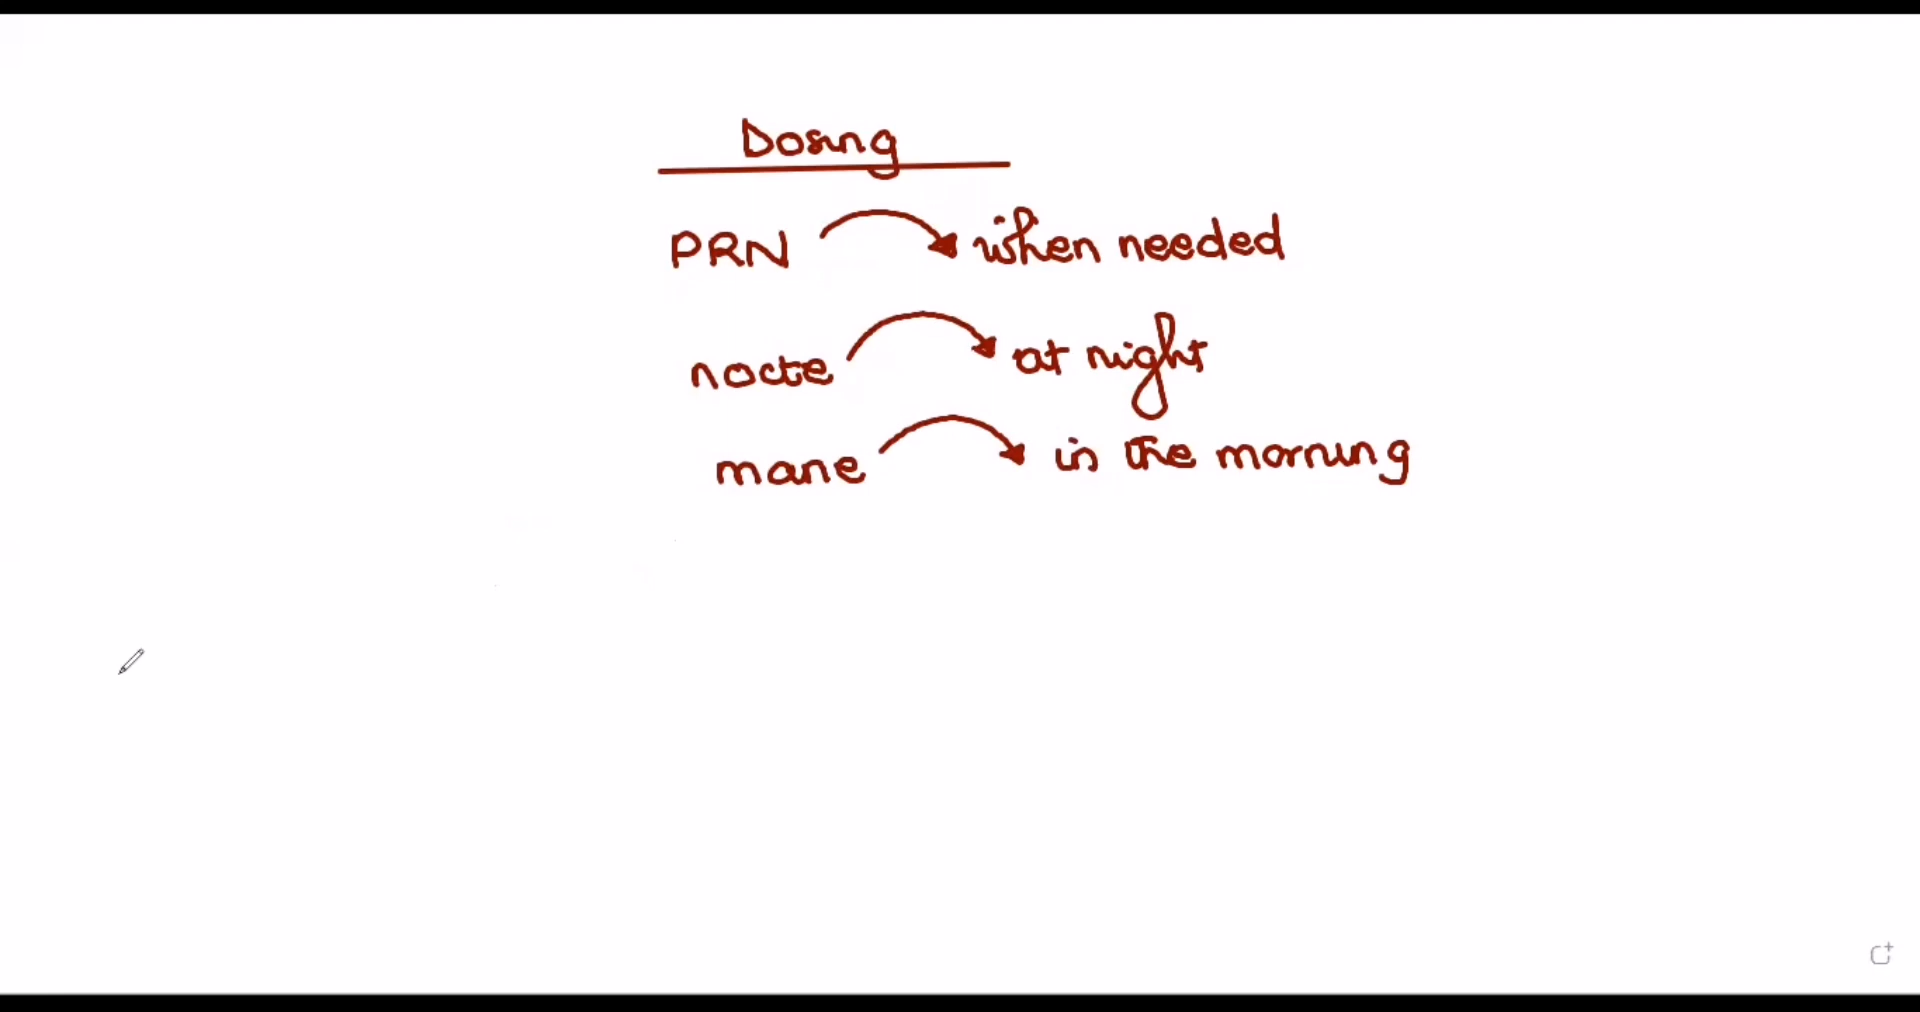 Dosing
PRN when needed
nocte at night
mane in the morning